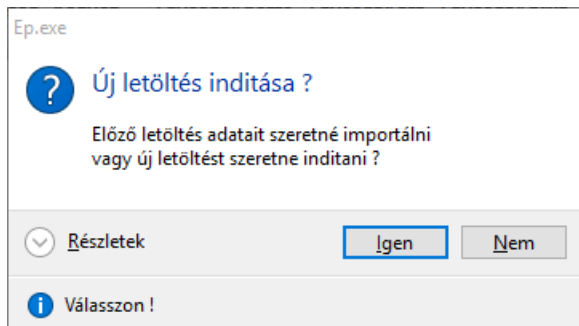 Ep.exe
Új letöltés inditása ?
Előző letöltés adatait szeretné importálni
vagy új letöltést szeretne inditani ?
Részletek
Igen
Nem
Válasszon !